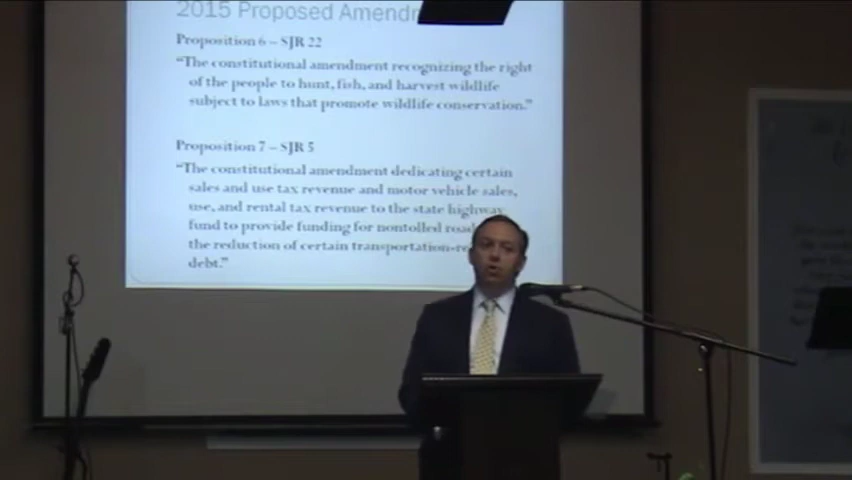 2015 Proposed
Proposition 6 – SJR 22
“The constitutional amendment recognizing the right
of the people to hunt, fish, and harvest wildlife
subject to laws that promote wildlife conservation.”
Proposition 7 – SJR 5
“The constitutional amendment dedicating certain
sales and use tax revenue and motor vehicle sales,
use, and rental tax revenue to the state highway
fund to provide funding for nontolled
the reduction of certain
debt.”